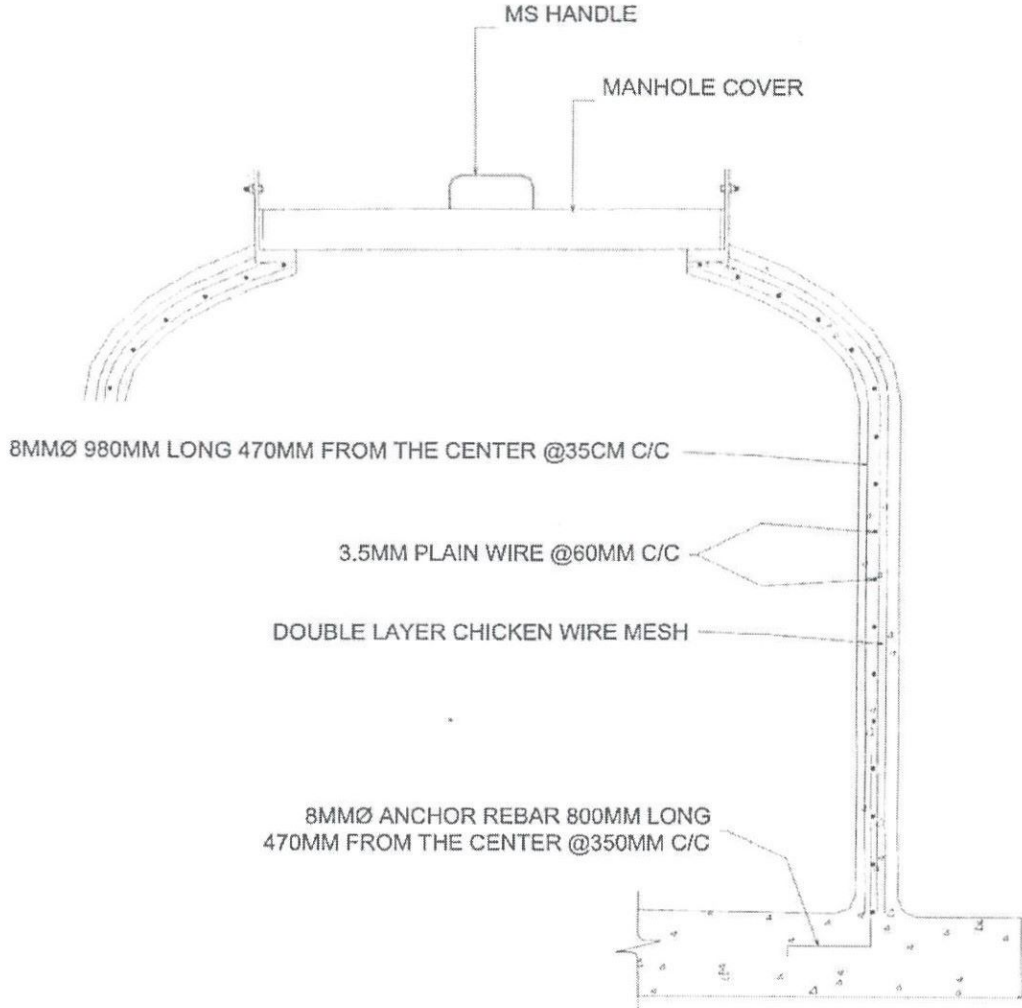 MS HANDLE
MANHOLE COVER
8MMØ 980MM LONG 470MM FROM THE CENTER @35CM C/C
3.5MM PLAIN WIRE @60MM C/C
DOUBLE LAYER CHICKEN WIRE MESH
8MMØ ANCHOR REBAR 800MM LONG
470MM FROM THE CENTER @350MM C/C